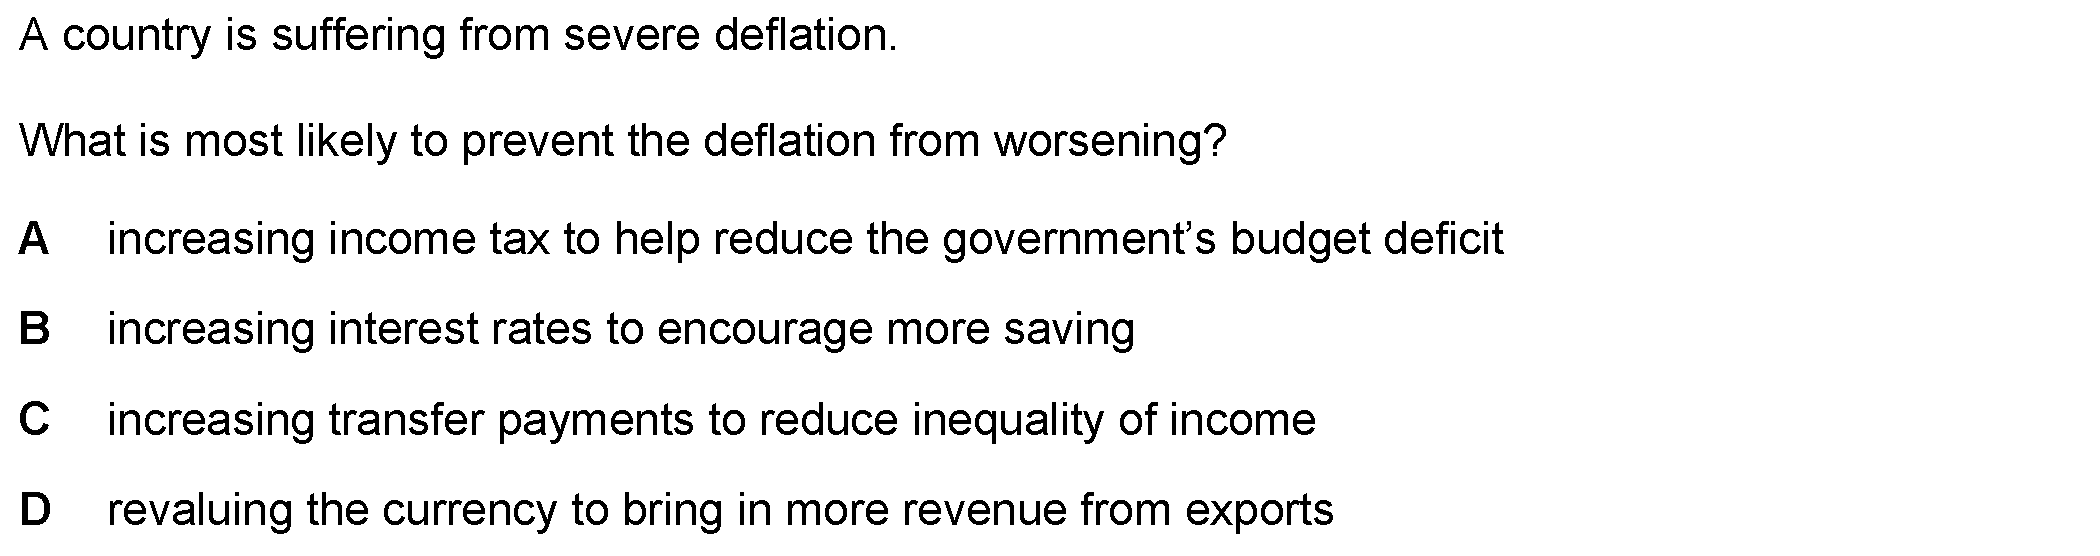 A country is suffering from severe deflation.
What is most likely to prevent the deflation from worsening?
A increasing income tax to help reduce the government’s budget deficit
B increasing interest rates to encourage more saving
C increasing transfer payments to reduce inequality of income
D revaluing the currency to bring in more revenue from exports